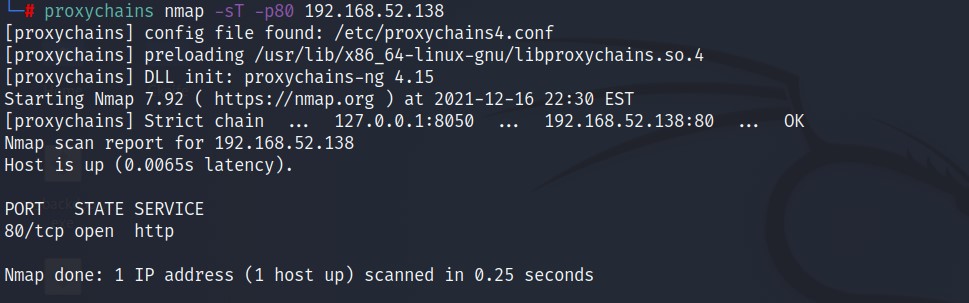 └─# proxychains nmap -sT -p80 192.168.52.138
[proxychains] config file found: /etc/proxychains4.conf
[proxychains] preloading /usr/lib/x86_64-linux-gnu/libproxychains.so.4
[proxychains] DLL init: proxychains-ng 4.15
Starting Nmap 7.92 ( https://nmap.org ) at 2021-12-16 22:30 EST
[proxychains] Strict chain  ...  127.0.0.1:8050  ...  192.168.52.138:80  ...  OK
Nmap scan report for 192.168.52.138
Host is up (0.0065s latency).

PORT   STATE SERVICE
80/tcp open  http

Nmap done: 1 IP address (1 host up) scanned in 0.25 seconds